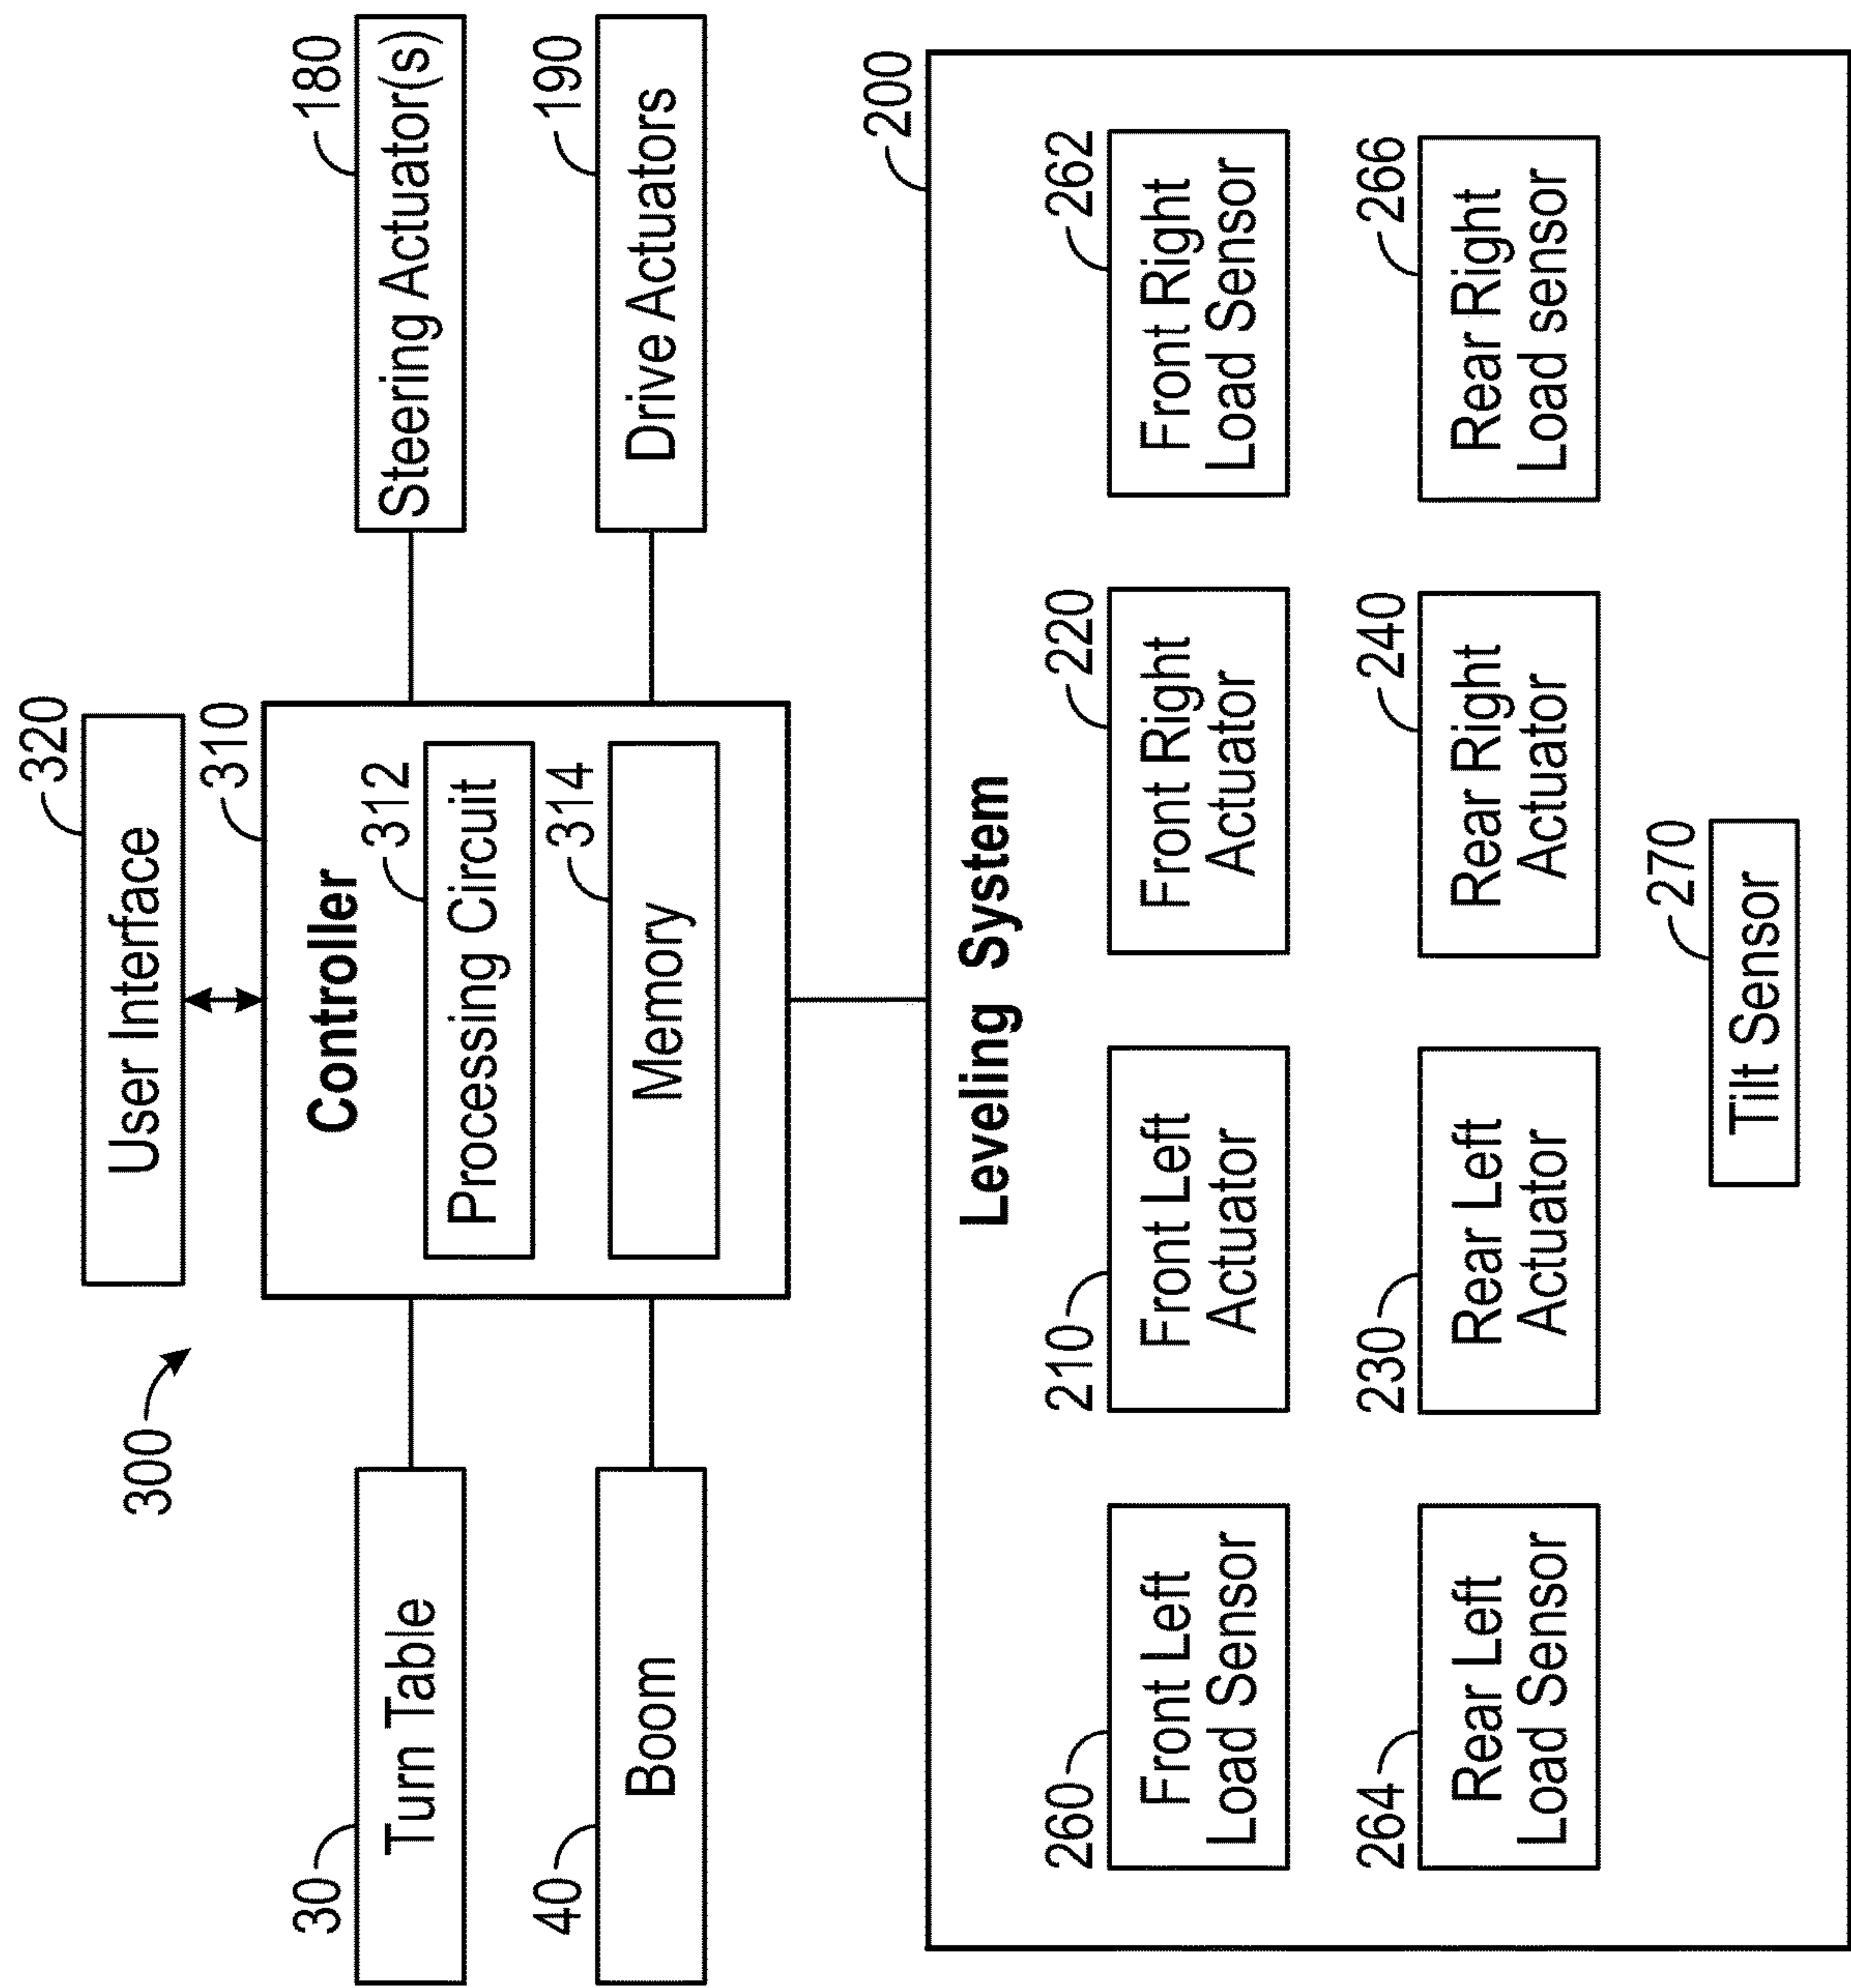 320
User Interface
300
310
Controller
312
Processing Circuit
314
Memory
30
Turn Table
40
Boom
180
Steering Actuator(s)
190
Drive Actuators
200
Leveling System
260
Front Left
Load Sensor
210
Front Left
Actuator
220
Front Right
Actuator
262
Front Right
Load Sensor
264
Rear Left
Load Sensor
230
Rear Left
Actuator
240
Rear Right
Actuator
266
Rear Right
Load sensor
270
Tilt Sensor